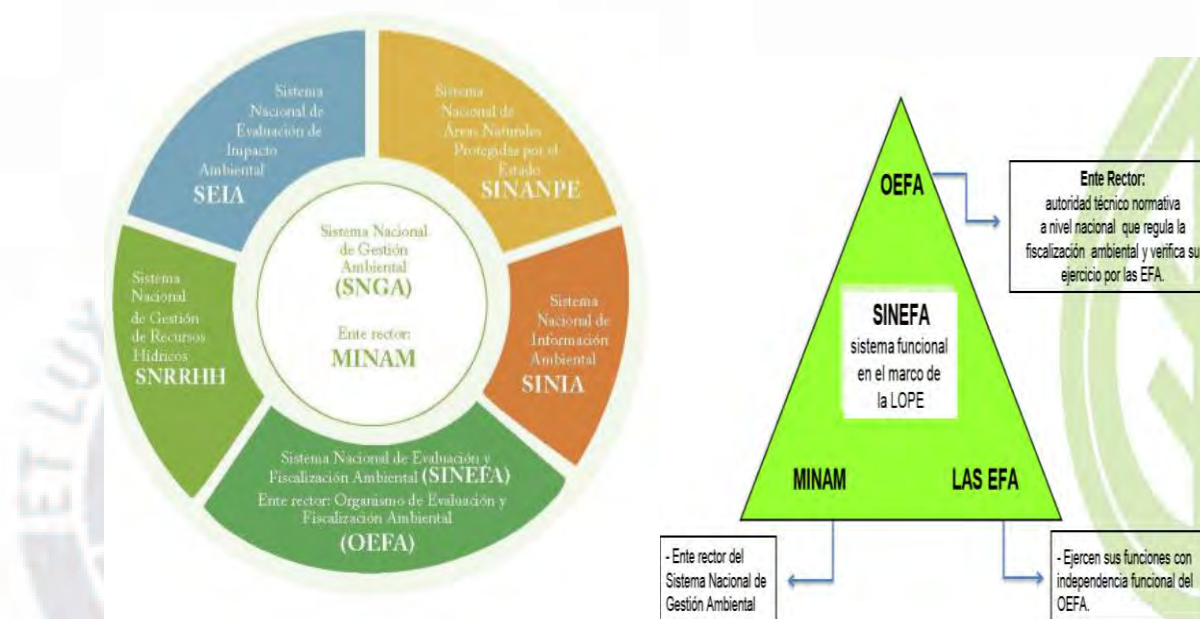 Sistema
Nacional de
Evaluación de
Impacto
Ambiental
SEIA
Sistema
Nacional de
Áreas Naturales
Protegidas por el
Estado
SINANPE
Sistema
Nacional
de Gestión
de Recursos
Hídricos
SNRRHH
Sistema Nacional
de Gestión
Ambiental
(SNGA)
Ente rector:
MINAM
Sistema
Nacional de
Información
Ambiental
SINIA
Sistema Nacional de Evaluación y
Fiscalización Ambiental (SINEFA)
Ente rector: Organismo de Evaluación y
Fiscalización Ambiental
(OEFA)
OEFA
Ente Rector:
autoridad técnico normativa
a nivel nacional que regula la
fiscalización ambiental y verifica su
ejercicio por las EFA.
SINEFA
sistema funcional
en el marco de
la LOPE
MINAM
LAS EFA
- Ente rector del
Sistema Nacional de
Gestión Ambiental
- Ejercen sus funciones con
independencia funcional del
OEFA.
ET LUX